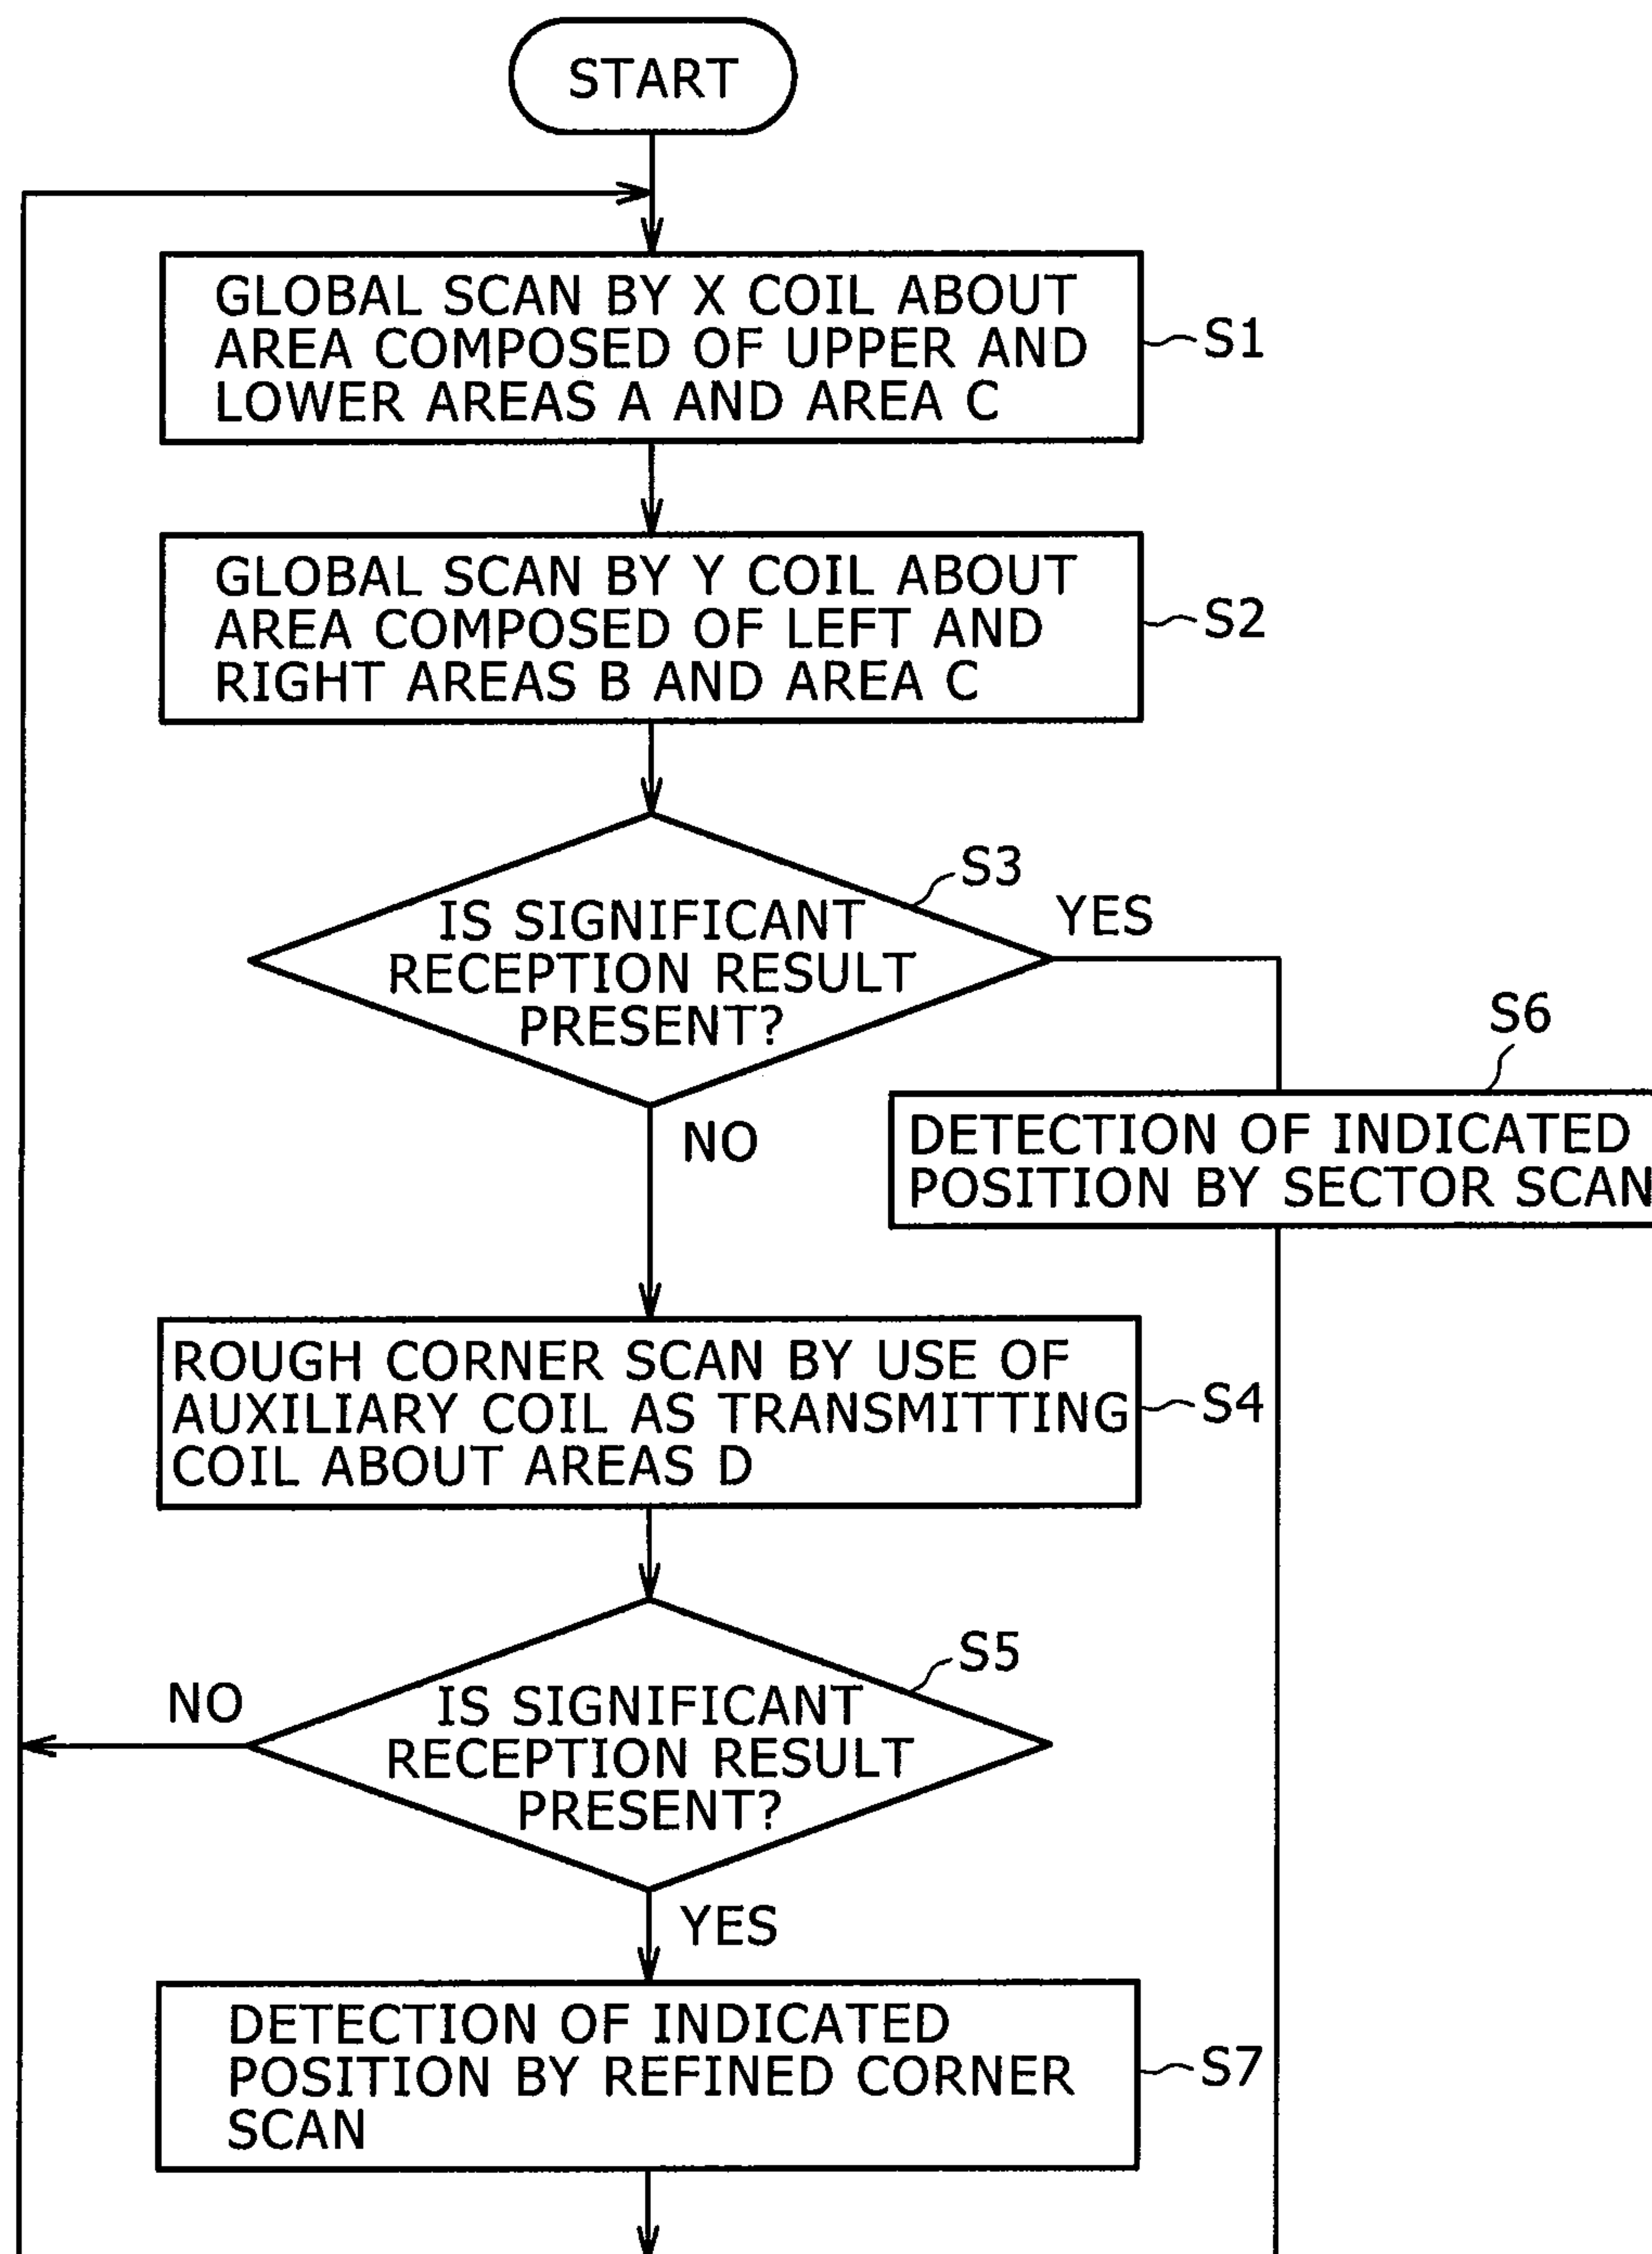 START
GLOBAL SCAN BY X COIL ABOUT
AREA COMPOSED OF UPPER AND
LOWER AREAS A AND AREA C
S1
GLOBAL SCAN BY Y COIL ABOUT
AREA COMPOSED OF LEFT AND
RIGHT AREAS B AND AREA C
S2
S3
YES
IS SIGNIFICANT
RECEPTION RESULT
PRESENT?
NO
S6
DETECTION OF INDICATED
POSITION BY SECTOR SCAN
ROUGH CORNER SCAN BY USE OF
AUXILIARY COIL AS TRANSMITTING
COIL ABOUT AREAS D
S4
S5
NO
IS SIGNIFICANT
RECEPTION RESULT
PRESENT?
YES
DETECTION OF INDICATED
POSITION BY REFINED CORNER
SCAN
S7